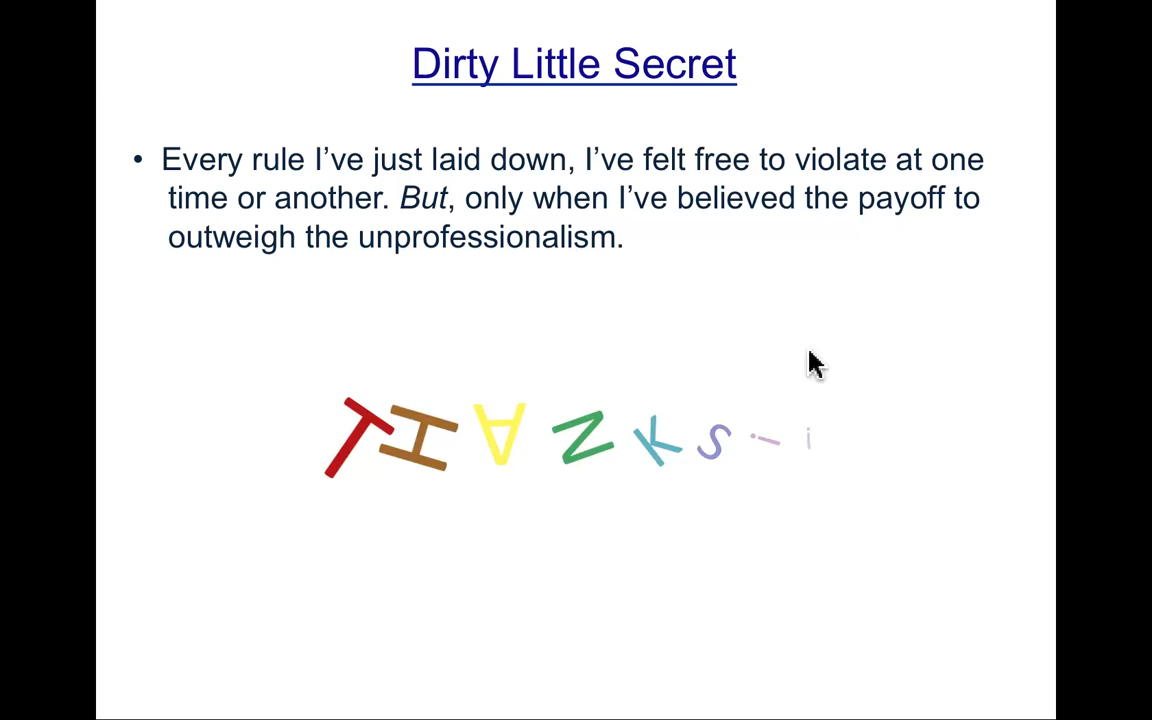 Dirty Little Secret
• Every rule I’ve just laid down, I’ve felt free to violate at one
time or another. But, only when I’ve believed the payoff to
outweigh the unprofessionalism.
THANKS!!